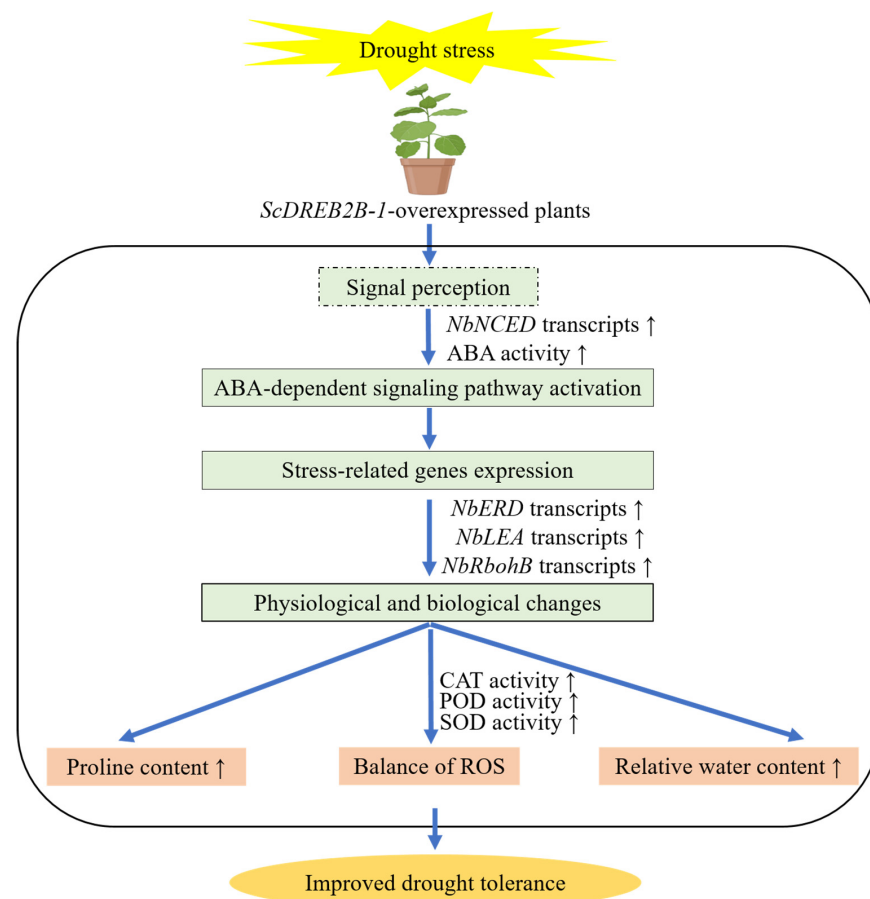 Drought stress
ScDREB2B-1-overexpressed plants
Signal perception
NbNCED transcripts ↑
ABA activity ↑
ABA-dependent signaling pathway activation
Stress-related genes expression
NbERD transcripts ↑
NbLEA transcripts ↑
NbRbohB transcripts ↑
Physiological and biological changes
CAT activity ↑
POD activity ↑
SOD activity ↑
Proline content ↑
Balance of ROS
Relative water content ↑
Improved drought tolerance